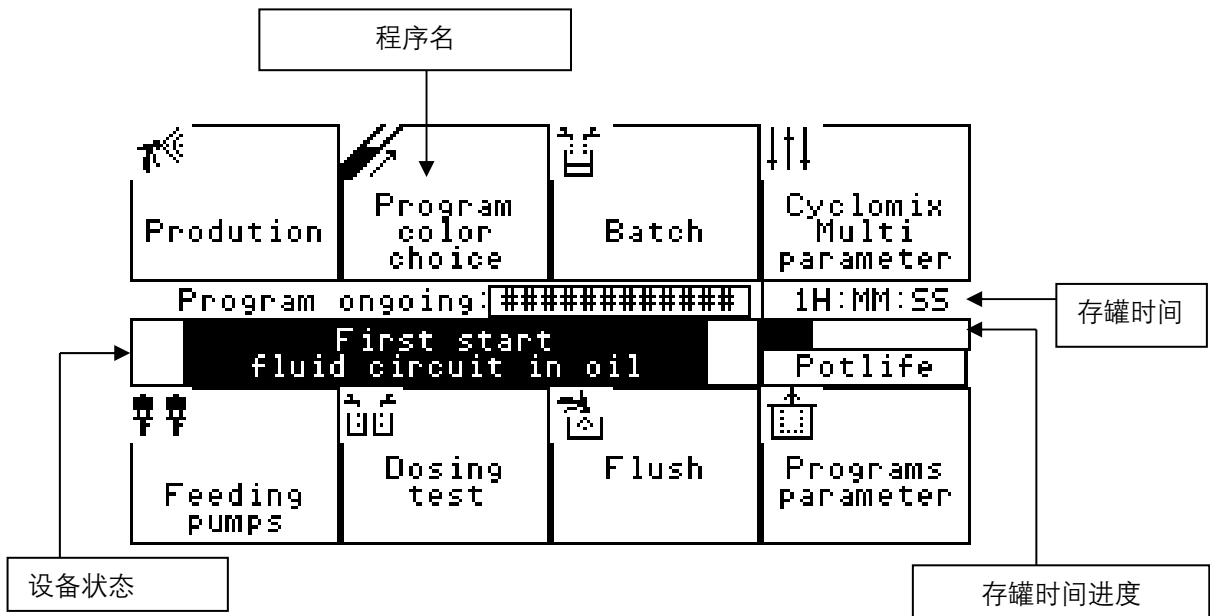 程序名
Prodution
Program
color
choice
Batch
Cyclomix
Multi
parameter
Program ongoing:############
1H:MM:SS
存罐时间
First start
fluid circuit in oil
Potlife
Feeding
pumps
Dosing
test
Flush
Programs
parameter
设备状态
存罐时间进度